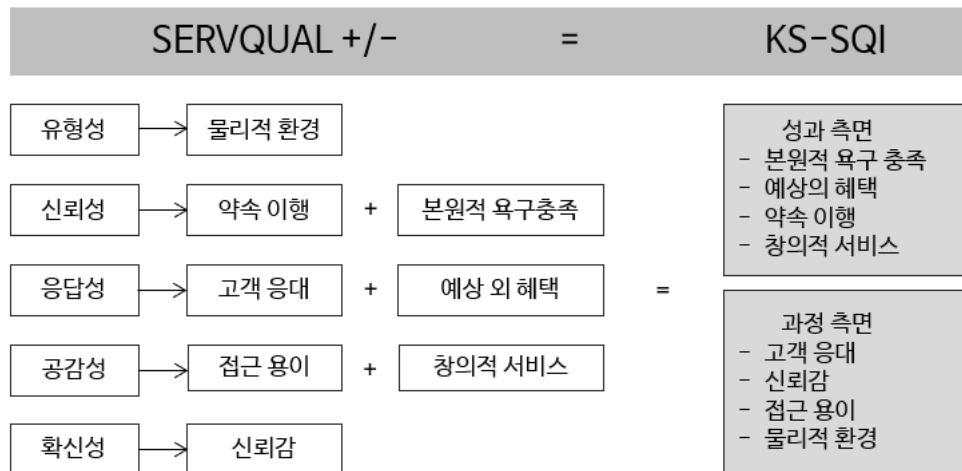 SERVQUAL +/- = KS-SQI
유형성 물리적 환경
신뢰성 약속 이행 + 본원적 욕구충족
응답성 고객 응대 + 예상 외 혜택 =
공감성 접근 용이 + 창의적 서비스
확신성 신뢰감
성과 측면
- 본원적 욕구 충족
- 예상의 혜택
- 약속 이행
- 창의적 서비스
과정 측면
- 고객 응대
- 신뢰감
- 접근 용이
- 물리적 환경